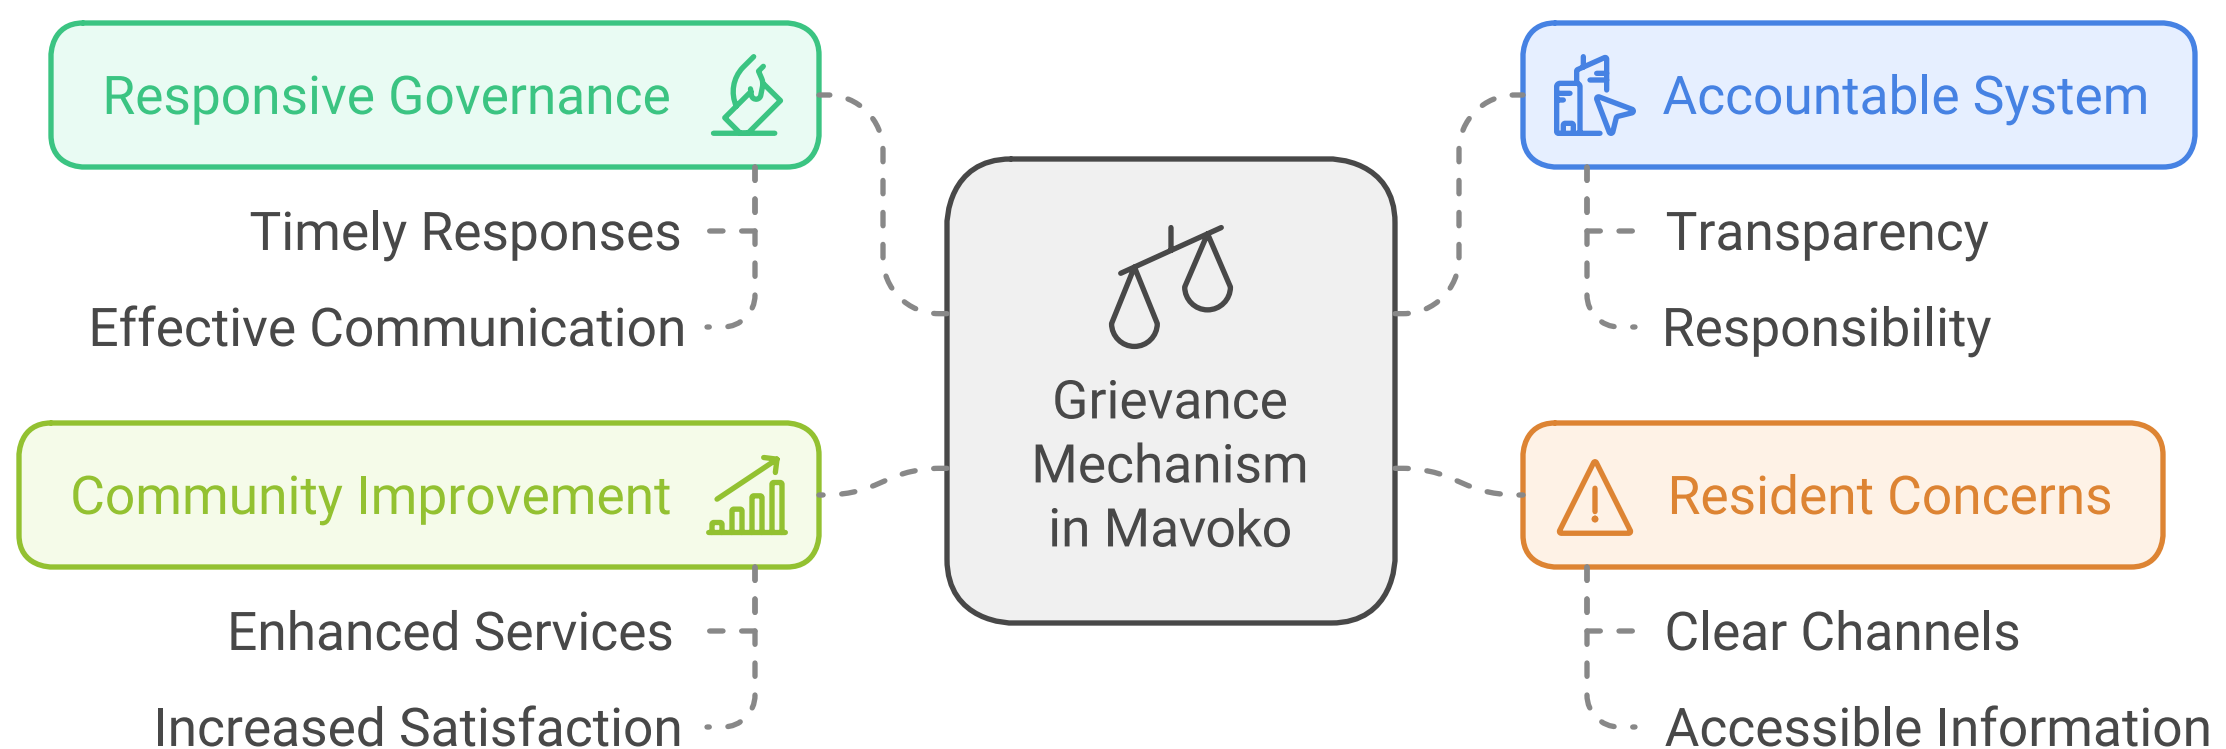 Responsive Governance
Timely Responses
Effective Communication
Community Improvement
Enhanced Services
Increased Satisfaction
Grievance
Mechanism
in Mavoko
Accountable System
Transparency
Responsibility
Resident Concerns
Clear Channels
Accessible Information